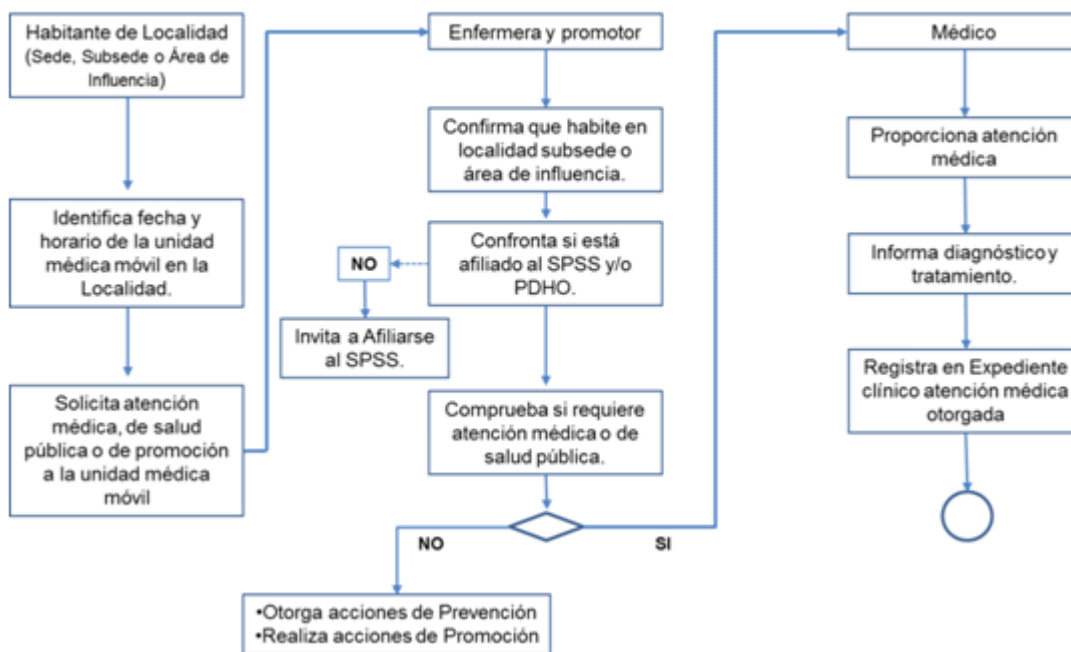 Habitante de Localidad
(Sede, Subsede o Área de
Influencia)
Identifica fecha y
horario de la unidad
médica móvil en la
Localidad.
Solicita atención
médica, de salud
pública o de promoción
a la unidad médica
móvil
Enfermera y promotor
Confirma que habite en
localidad subsede o
área de influencia.
Confronta si está
afiliado al SPSS y/o
PDHO.
NO
Invita a Afiliarse
al SPSS.
Comprueba si requiere
atención médica o de
salud pública.
NO
SI
•Otorga acciones de Prevención
•Realiza acciones de Promoción
Médico
Proporciona atención
médica
Informa diagnóstico y
tratamiento.
Registra en Expediente
clínico atención médica
otorgada